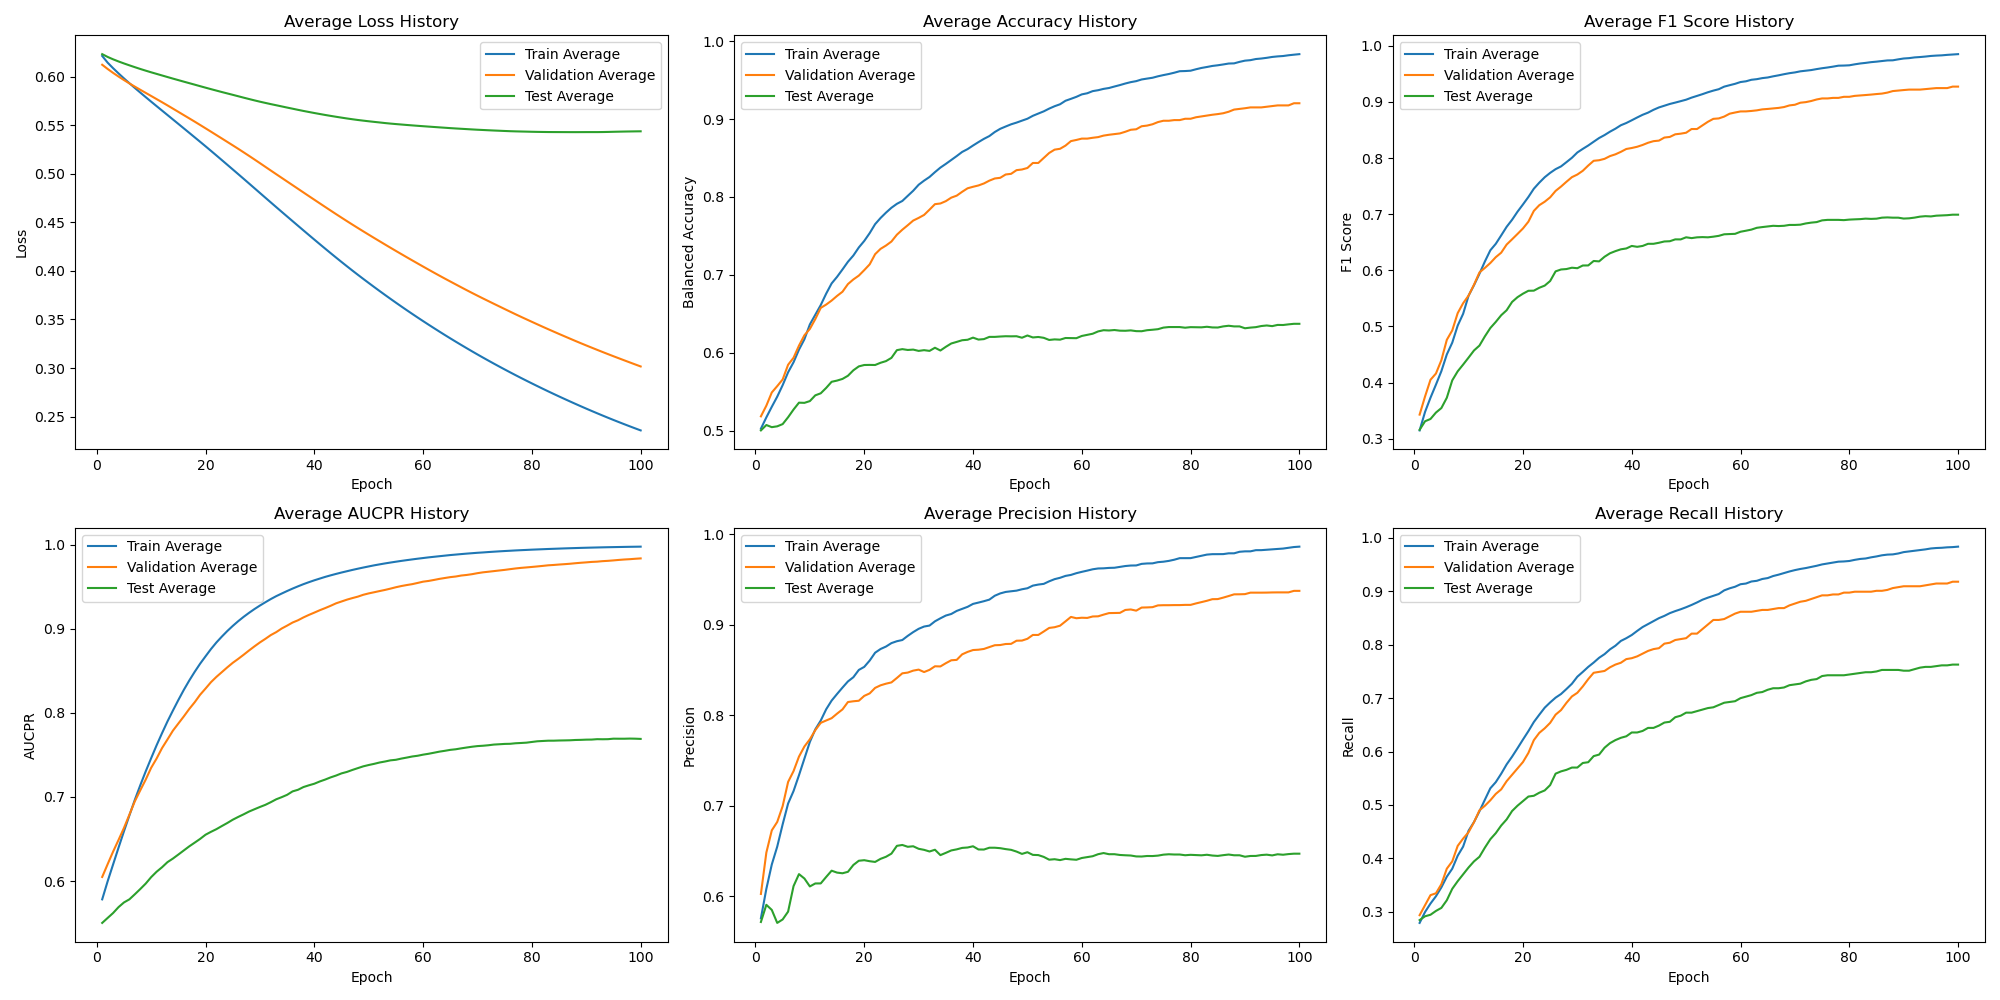 Average Loss History
Train Average
Validation Average
Test Average
0.60
0.55
0.50
0.45
0.40
0.35
0.30
0.25
Loss
0 20 40 60 80 100
Epoch
Average Accuracy History
Train Average
Validation Average
Test Average
1.0
0.9
0.8
0.7
0.6
0.5
Balanced Accuracy
0 20 40 60 80 100
Epoch
Average F1 Score History
Train Average
Validation Average
Test Average
1.0
0.9
0.8
0.7
0.6
0.5
0.4
0.3
F1 Score
0 20 40 60 80 100
Epoch
Average AUCPR History
Train Average
Validation Average
Test Average
1.0
0.9
0.8
0.7
0.6
AUCPR
0 20 40 60 80 100
Epoch
Average Precision History
Train Average
Validation Average
Test Average
1.0
0.9
0.8
0.7
0.6
Precision
0 20 40 60 80 100
Epoch
Average Recall History
Train Average
Validation Average
Test Average
1.0
0.9
0.8
0.7
0.6
0.5
0.4
0.3
Recall
0 20 40 60 80 100
Epoch